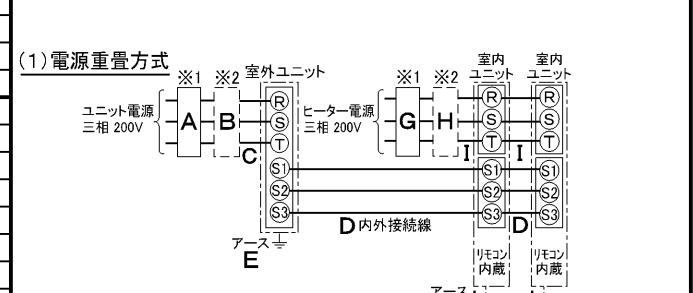 (1)電源重畳方式
※1 ※2 室外ユニット
ユニット電源
三相 200V
A B C
R
S
T
S1
S2
S3
アース
E
ヒーター電源
三相 200V
※1 ※2
G H
室内
ユニット
室内
ユニット
R R
S S
T T
I I
S1 S1
S2 S2
S3 S3
D内外接続線
D
リモコン
内蔵
リモコン
内蔵
アース